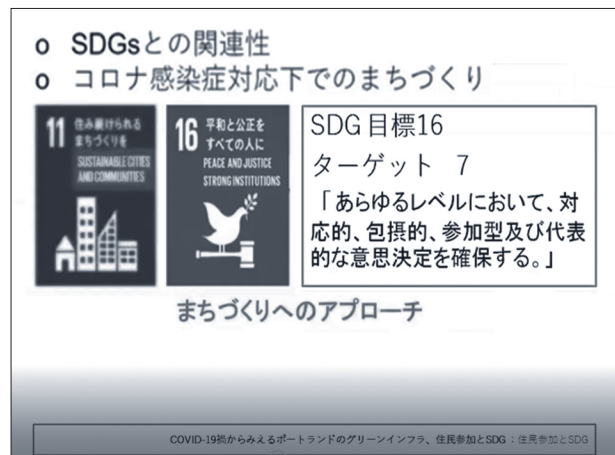 o SDGsとの関連性
o コロナ感染症対応下でのまちづくり
11 住み続けられる
まちづくりを
SUSTAINABLE CITIES
AND COMMUNITIES
16 平和と公正を
すべての人に
PEACE AND JUSTICE
STRONG INSTITUTIONS
SDG 目標16
ターゲット 7
「あらゆるレベルにおいて、対
応的、包摂的、参加型及び代表
的な意思決定を確保する。」
まちづくりへのアプローチ
COVID-19禍からみえるポートランドのグリーンインフラ、住民参加とSDG：住民参加とSDG